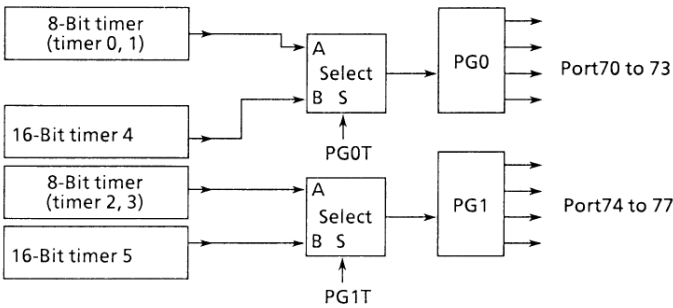 8-Bit timer
(timer 0, 1)
A
Select
B S
PG0
Port70 to 73
16-Bit timer 4
PG0T
8-Bit timer
(timer 2, 3)
A
Select
B S
PG1
Port74 to 77
16-Bit timer 5
PG1T